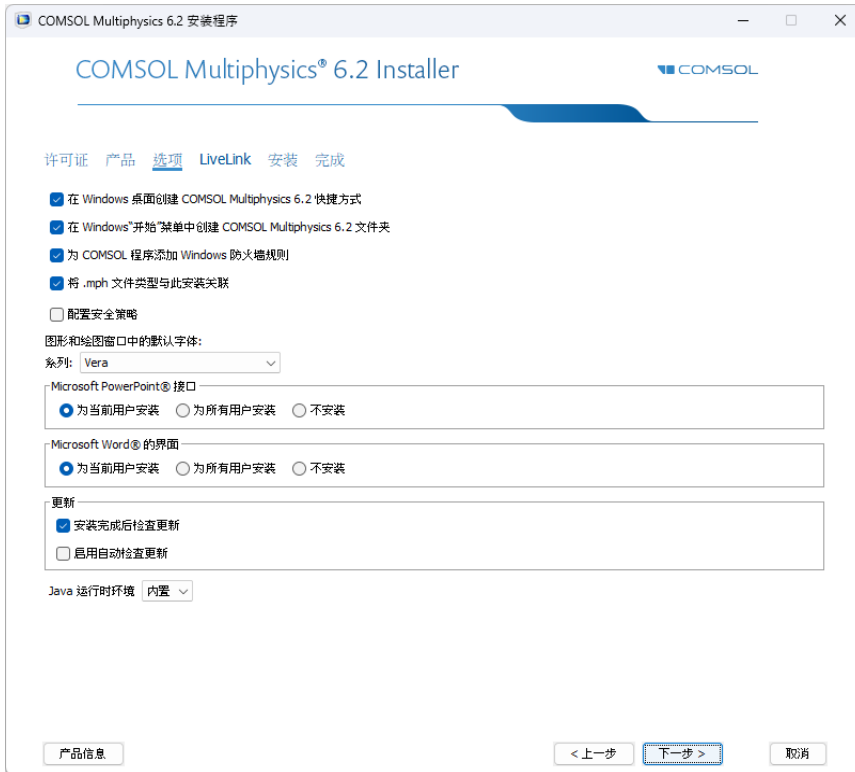 COMSOL Multiphysics 6.2 安装程序
COMSOL Multiphysics® 6.2 Installer
COMSOL
许可证 产品 选项 LiveLink 安装 完成
在 Windows 桌面创建 COMSOL Multiphysics 6.2 快捷方式
在 Windows“开始”菜单中创建 COMSOL Multiphysics 6.2 文件夹
为 COMSOL 程序添加 Windows 防火墙规则
将 .mph 文件类型与此安装关联
配置安全策略
图形和绘图窗口中的默认字体:
系列: Vera
Microsoft PowerPoint® 接口
为当前用户安装 为所有用户安装 不安装
Microsoft Word® 的界面
为当前用户安装 为所有用户安装 不安装
更新
安装完成后检查更新
启用自动检查更新
Java 运行时环境 内置
产品信息 < 上一步 下一步 > 取消